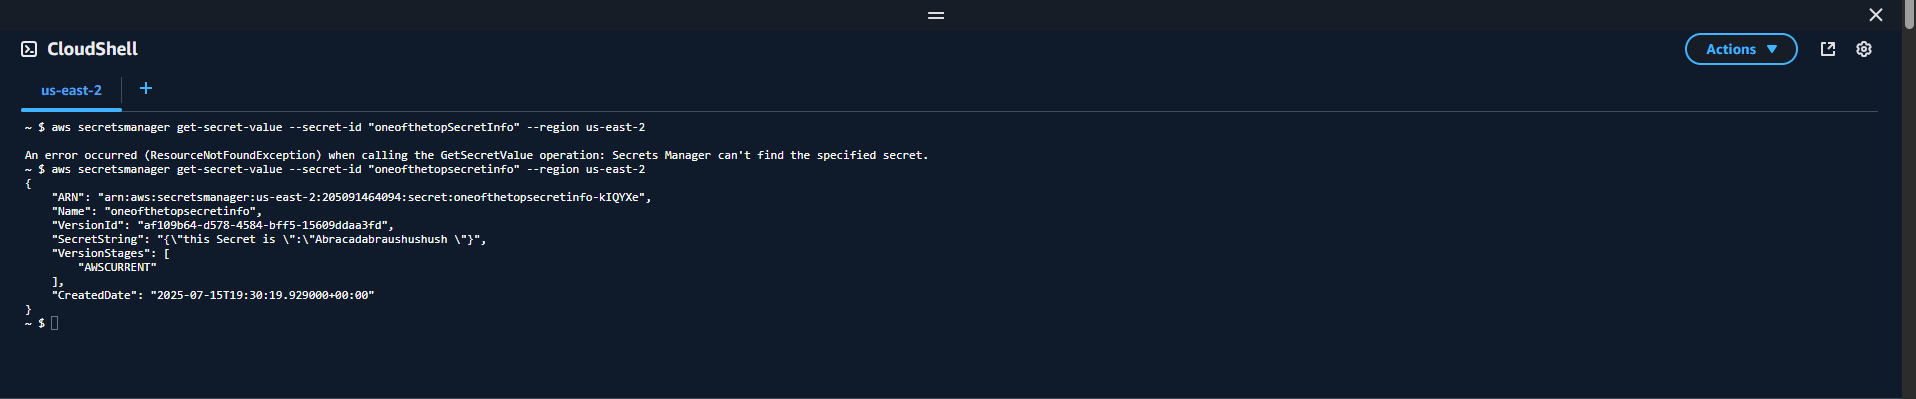 CloudShell
Actions
us-east-2
+
~ $ aws secretsmanager get-secret-value --secret-id "oneofthetopSecretInfo" --region us-east-2
An error occurred (ResourceNotFoundException) when calling the GetSecretValue operation: Secrets Manager can't find the specified secret.
~ $ aws secretsmanager get-secret-value --secret-id "oneofthetopsecretinfo" --region us-east-2
{
    "ARN": "arn:aws:secretsmanager:us-east-2:205091464094:secret:oneofthetopsecretinfo-kIQYXe",
    "Name": "oneofthetopsecretinfo",
    "VersionId": "af109b64-d578-4584-bff5-15609ddaa3fd",
    "SecretString": "{\"this Secret is \":\"Abracadabraushushush \"}",
    "VersionStages": [
        "AWSCURRENT"
    ],
    "CreatedDate": "2025-07-15T19:30:19.929000+00:00"
}
~ $